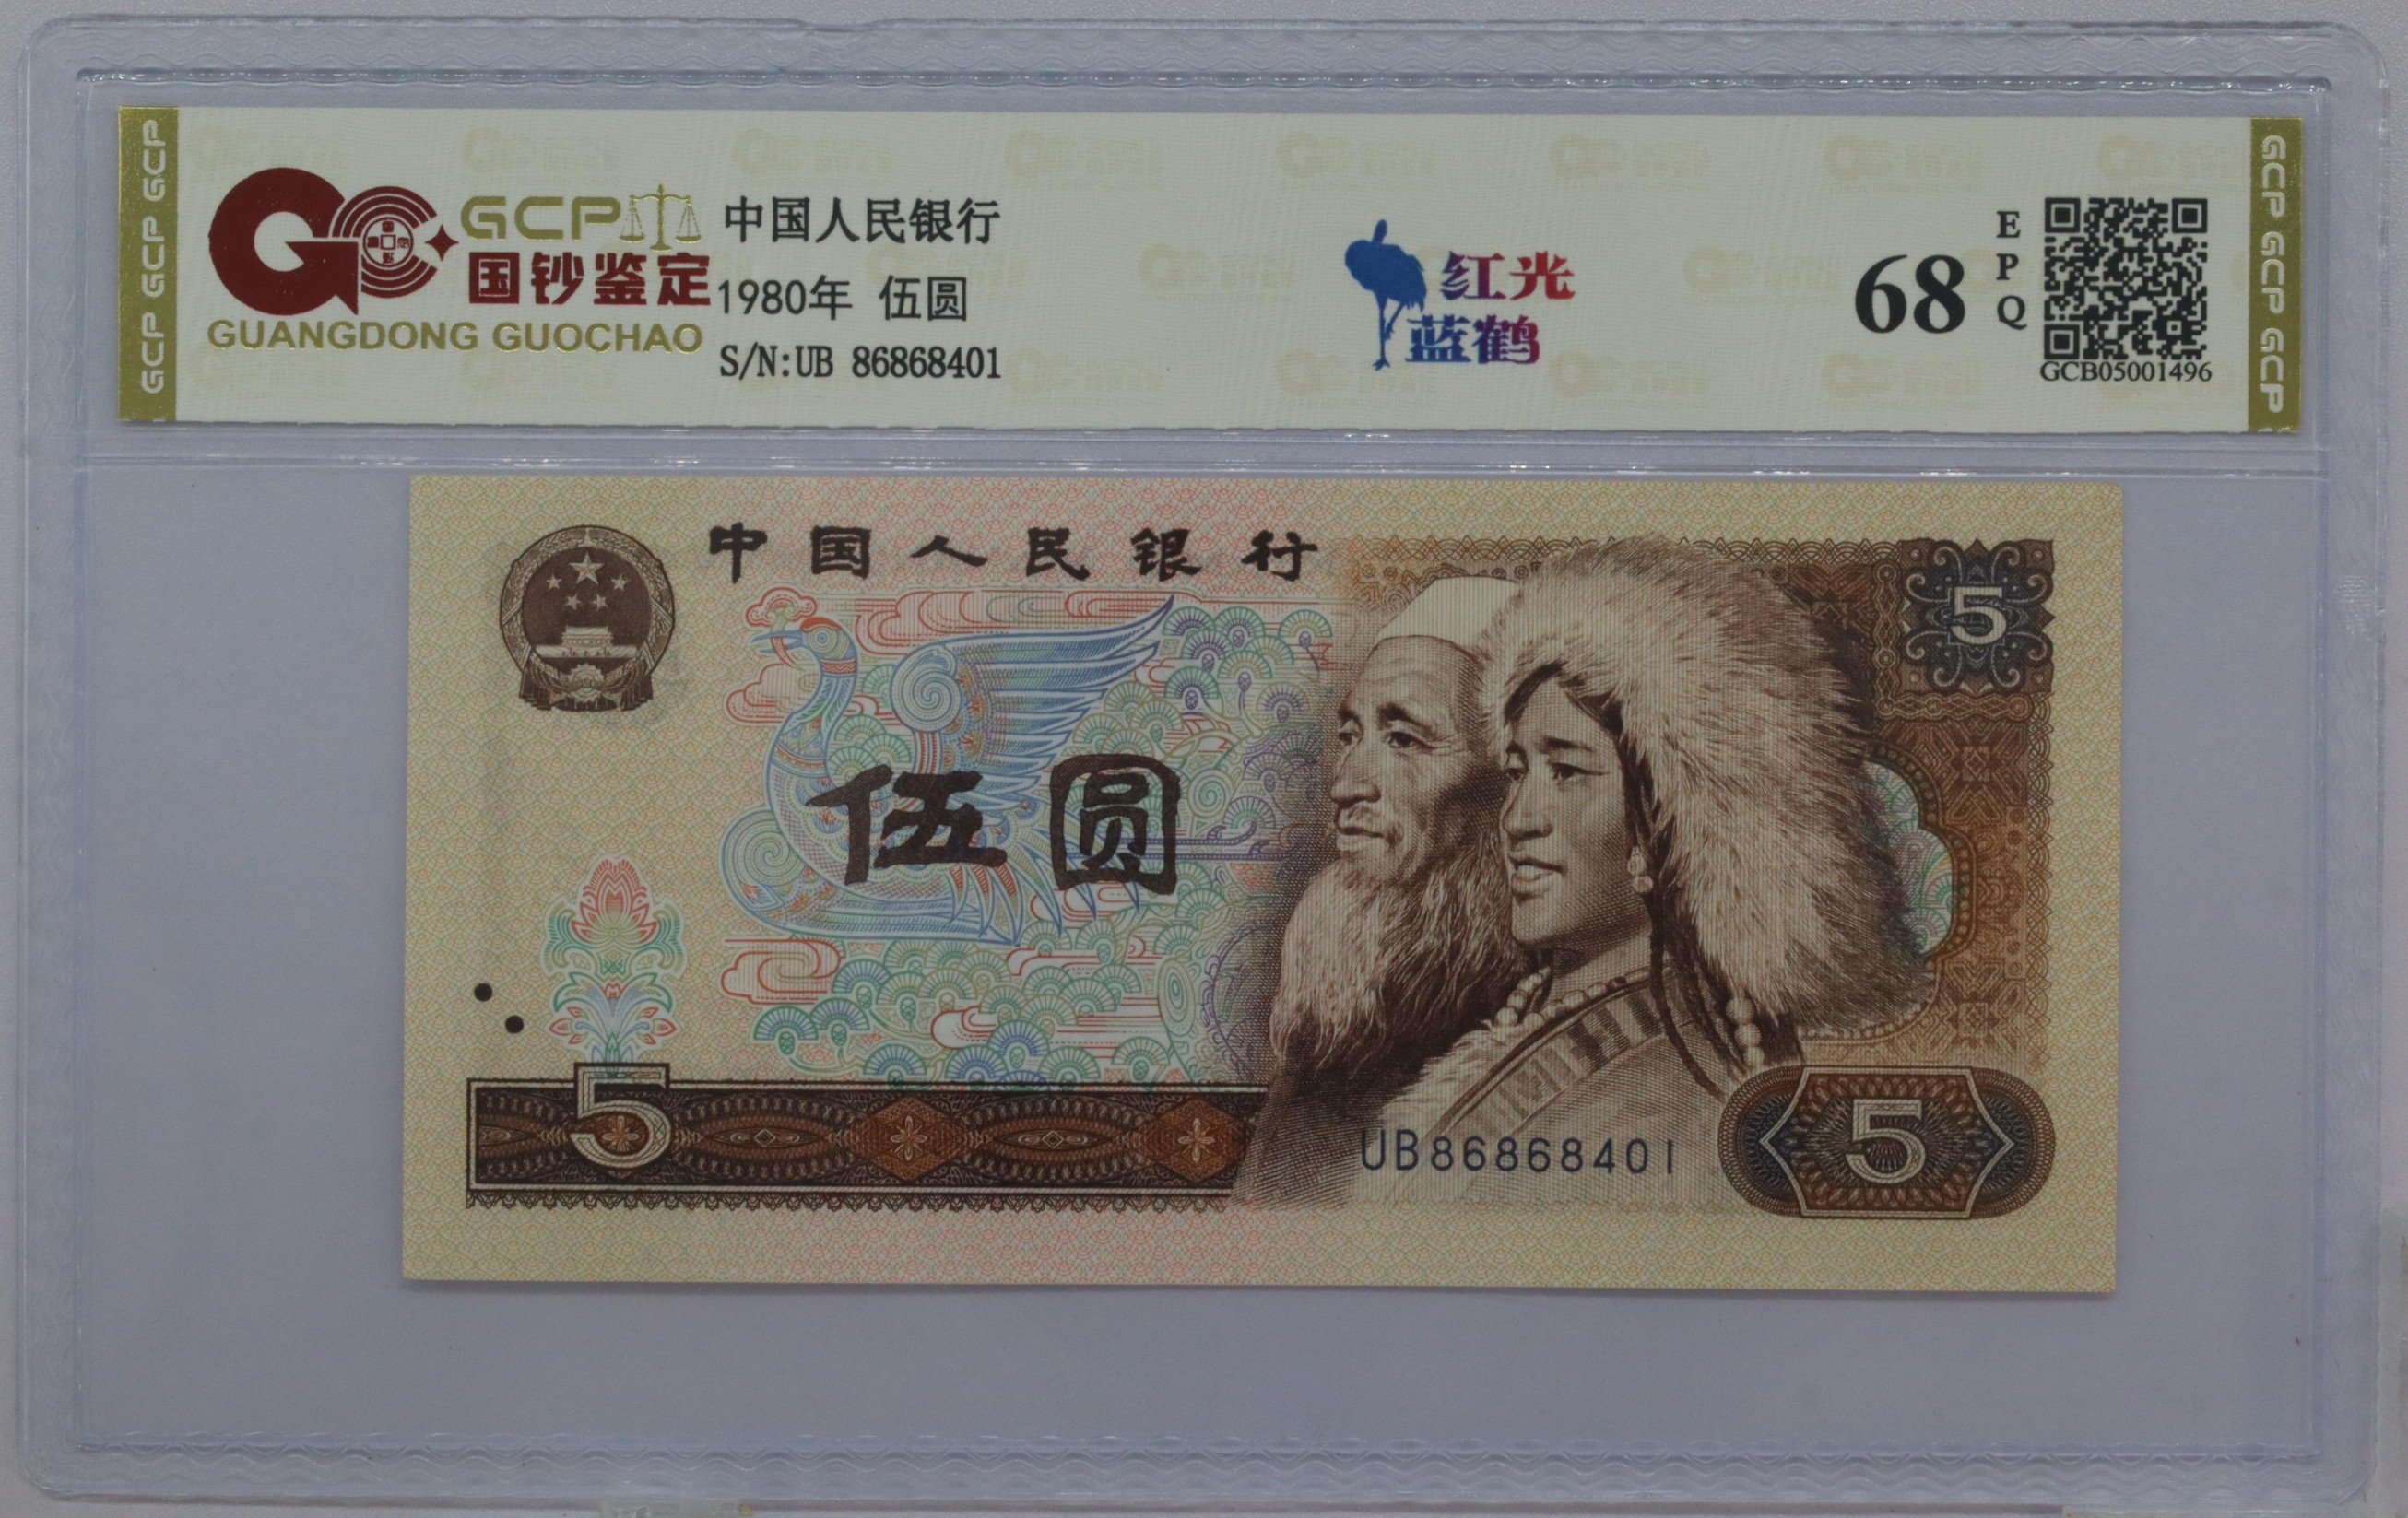 GCP GCP GCP
GCP
国钞鉴定
GUANGDONG GUOCHAO
中国人民银行
1980年 伍圆
S/N:UB 86868401
红光
蓝鹤
68
EPQ
GCB05001496
GCP GCP GCP
中国人民银行
5
伍圆
5
UB86868401
5